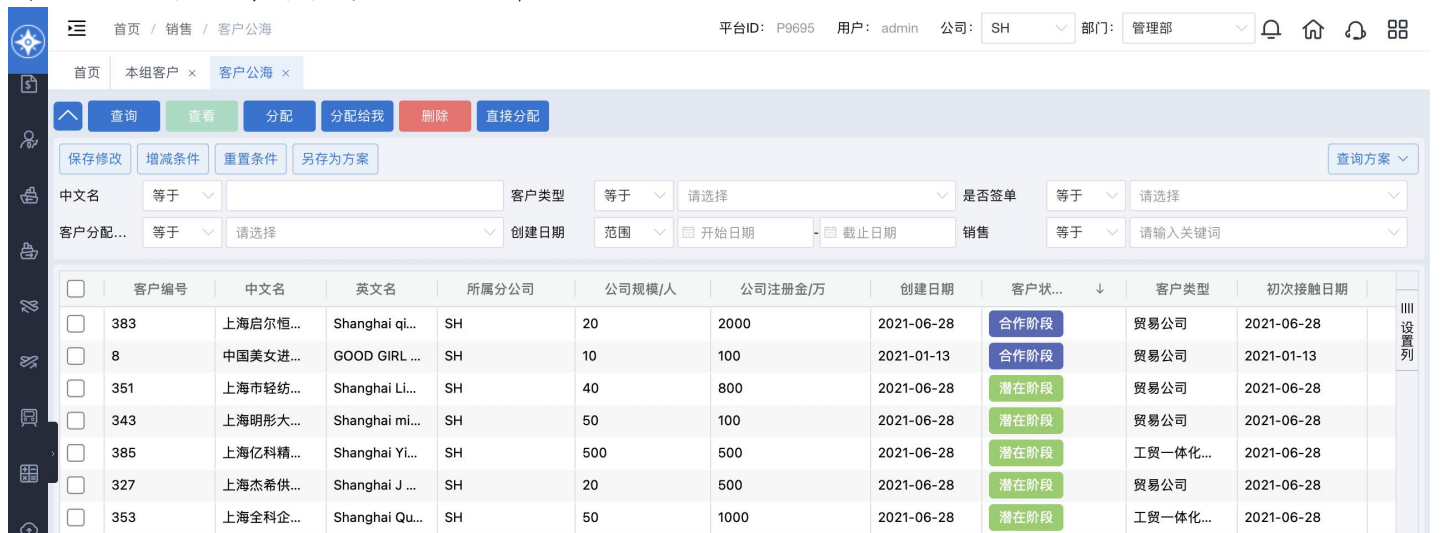 首页 / 销售 / 客户公海 平台ID: P9695 用户: admin 公司: SH 部门: 管理部
首页 本组客户 × 客户公海 ×
查询 查看 分配 分配给我 删除 直接分配
保存修改 增减条件 重置条件 另存为方案 查询方案
中文名 等于 客户类型 等于 请选择 是否签单 等于 请选择
客户分配... 等于 请选择 创建日期 范围 开始日期 - 截止日期 销售 等于 请输入关键词
客户编号 中文名 英文名 所属分公司 公司规模/人 公司注册金/万 创建日期 客户状... ↓ 客户类型 初次接触日期
383 上海启尔恒... Shanghai qi... SH 20 2000 2021-06-28 合作阶段 贸易公司 2021-06-28
8 中国美女进... GOOD GIRL ... SH 10 100 2021-01-13 合作阶段 贸易公司 2021-01-13
351 上海市轻纺... Shanghai Li... SH 40 800 2021-06-28 潜在阶段 贸易公司 2021-06-28
343 上海明彤大... Shanghai mi... SH 50 100 2021-06-28 潜在阶段 贸易公司 2021-06-28
385 上海亿科精... Shanghai Yi... SH 500 500 2021-06-28 潜在阶段 工贸一体化... 2021-06-28
327 上海杰希供... Shanghai J ... SH 20 500 2021-06-28 潜在阶段 贸易公司 2021-06-28
353 上海全科企... Shanghai Qu... SH 50 1000 2021-06-28 潜在阶段 工贸一体化... 2021-06-28
设置列